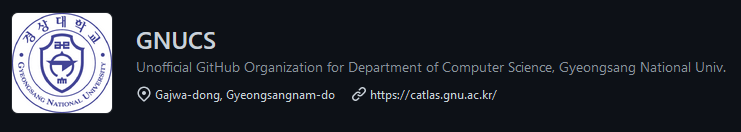 경상대학교
GYEONGSANG NATIONAL UNIVERSITY
GNUCS
Unofficial GitHub Organization for Department of Computer Science, Gyeongsang National Univ.
Gajwa-dong, Gyeongsangnam-do
https://catlas.gnu.ac.kr/